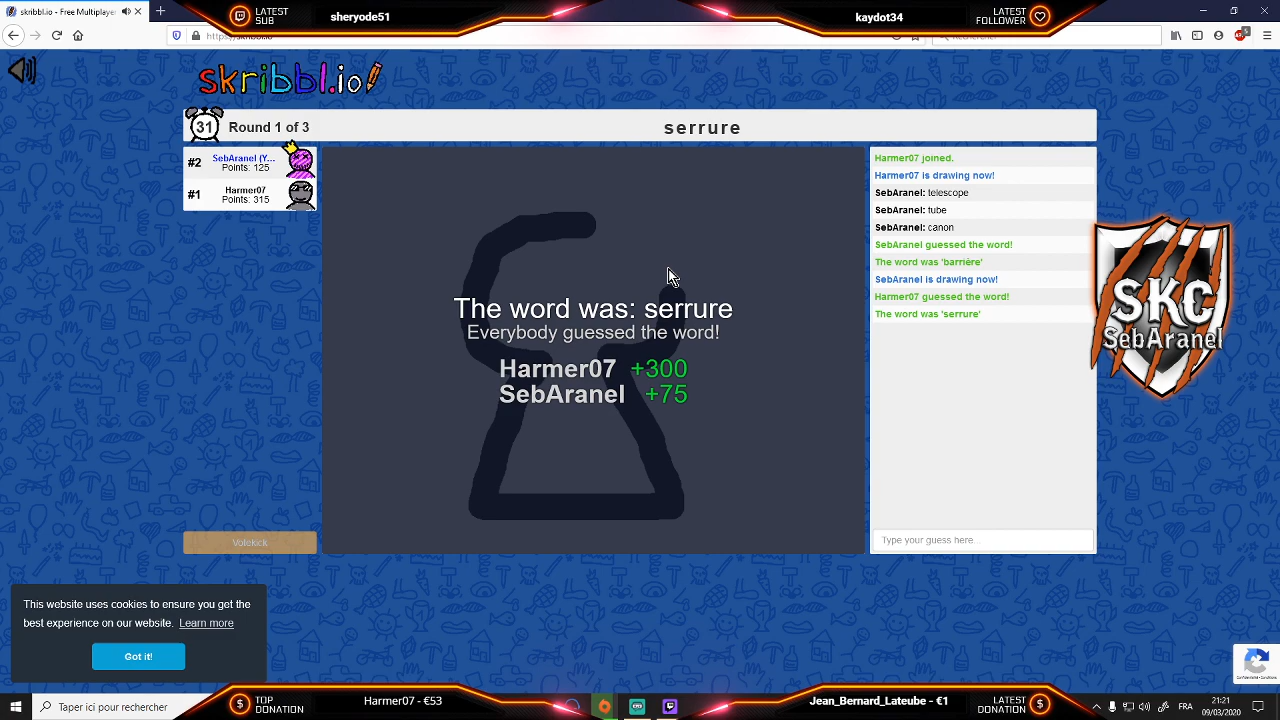 skribbl.io - Free Multiplayer
LATEST SUB
sheryode51
kaydot34
LATEST FOLLOWER
skribbl.io
31
Round 1 of 3
serrure
#2
SebAranel (Y...
Points: 125
#1
Harmer07
Points: 315
The word was: serrure
Everybody guessed the word!
Harmer07 +300
SebAranel +75
Harmer07 joined.
Harmer07 is drawing now!
SebAranel: telescope
SebAranel: tube
SebAranel: canon
SebAranel guessed the word!
The word was 'barrière'
SebAranel is drawing now!
Harmer07 guessed the word!
The word was 'serrure'
SKC
SebAranel
Votekick
Type your guess here...
This website uses cookies to ensure you get the
best experience on our website. Learn more
Got it!
TOP DONATION
Harmer07 - €53
Jean_Bernard_Lateube - €1
LATEST DONATION
Taper ici pour rechercher
FRA
21:21
09/03/2020